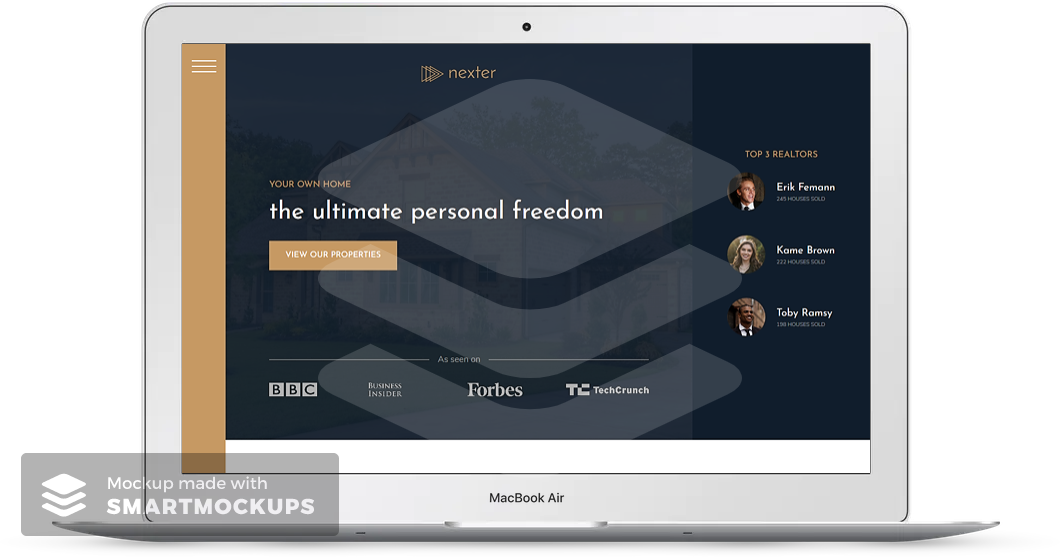 nexter
YOUR OWN HOME
the ultimate personal freedom
VIEW OUR PROPERTIES
As seen on
BBC
BUSINESS
INSIDER
Forbes
TC TechCrunch
TOP 3 REALTORS
Erik Femann
245 HOUSES SOLD
Kame Brown
222 HOUSES SOLD
Toby Ramsy
198 HOUSES SOLD
Mockup made with
SMARTMOCKUPS
MacBook Air